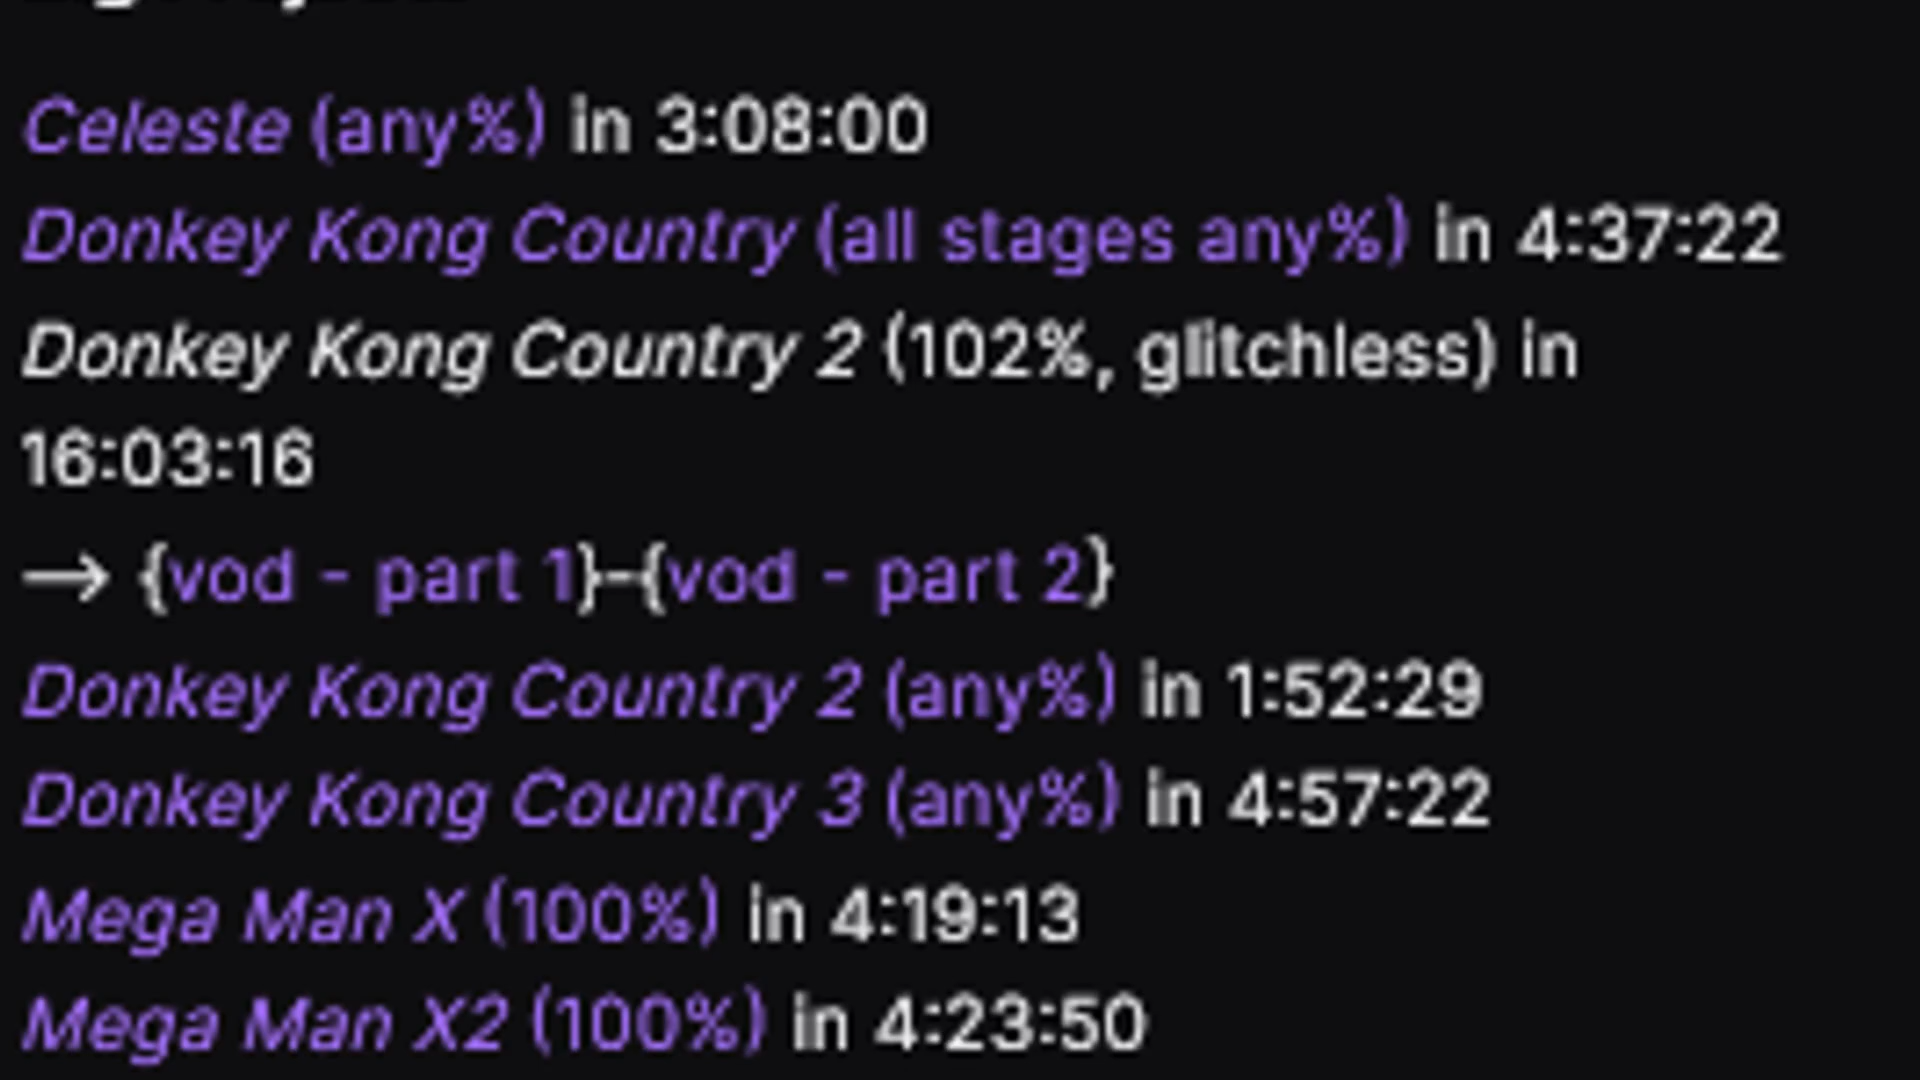 Celeste (any%) in 3:08:00
Donkey Kong Country (all stages any%) in 4:37:22
Donkey Kong Country 2 (102%, glitchless) in
16:03:16
→ {vod - part 1}-{vod - part 2}
Donkey Kong Country 2 (any%) in 1:52:29
Donkey Kong Country 3 (any%) in 4:57:22
Mega Man X (100%) in 4:19:13
Mega Man X2 (100%) in 4:23:50